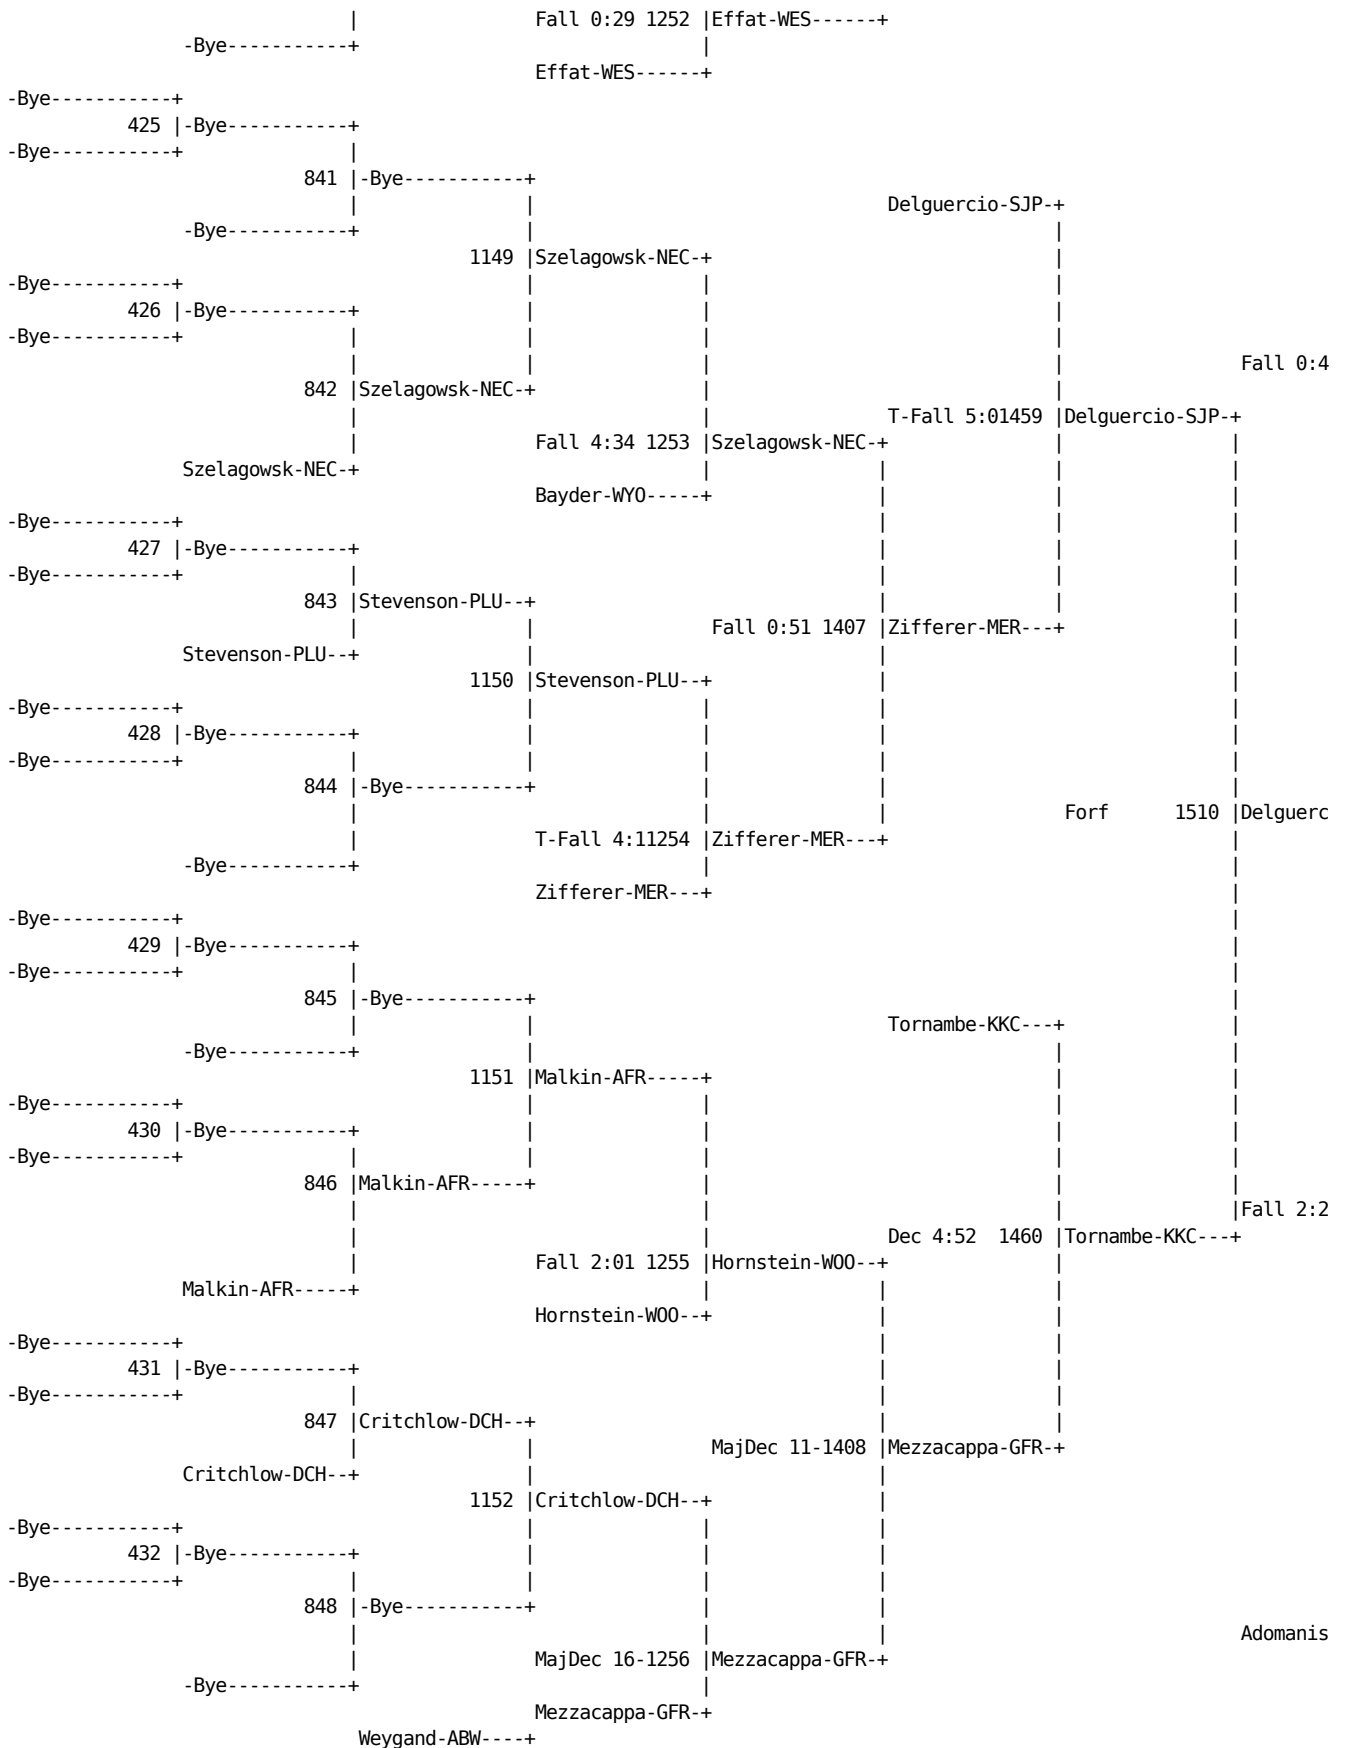 | Fall 0:29 1252 |Effat-WES------+
-Bye-----------+ |
Effat-WES------+
-Bye-----------+
425 |-Bye-----------+
-Bye-----------+ |
841 |-Bye-----------+
| | Delguercio-SJP-+
-Bye-----------+ | |
1149 |Szelagowsk-NEC-+ |
-Bye-----------+ | | |
426 |-Bye-----------+ | | |
-Bye-----------+ | | | |
| | | | Fall 0:4
842 |Szelagowsk-NEC-+ | |
| | T-Fall 5:01459 |Delguercio-SJP-+
| Fall 4:34 1253 |Szelagowsk-NEC-+ | |
Szelagowsk-NEC-+ | | | |
Bayder-WYO-----+ | | |
-Bye-----------+ | | |
427 |-Bye-----------+ | | |
-Bye-----------+ | | | |
843 |Stevenson-PLU--+ | | |
| | Fall 0:51 1407 |Zifferer-MER---+ |
Stevenson-PLU--+ | | |
1150 |Stevenson-PLU--+ | |
-Bye-----------+ | | | |
428 |-Bye-----------+ | | | |
-Bye-----------+ | | | | |
844 |-Bye-----------+ | | |
| | | Forf 1510 |Delguerc
| T-Fall 4:11254 |Zifferer-MER---+ |
-Bye-----------+ | |
Zifferer-MER---+ |
-Bye-----------+ |
429 |-Bye-----------+ |
-Bye-----------+ | |
845 |-Bye-----------+ |
| | Tornambe-KKC---+ |
-Bye-----------+ | | |
1151 |Malkin-AFR-----+ | |
-Bye-----------+ | | | |
430 |-Bye-----------+ | | | |
-Bye-----------+ | | | | |
846 |Malkin-AFR-----+ | | |
| | | |Fall 2:2
| | Dec 4:52 1460 |Tornambe-KKC---+
| Fall 2:01 1255 |Hornstein-WOO--+ |
Malkin-AFR-----+ | | |
Hornstein-WOO--+ | |
-Bye-----------+ | |
431 |-Bye-----------+ | |
-Bye-----------+ | | |
847 |Critchlow-DCH--+ | |
| | MajDec 11-1408 |Mezzacappa-GFR-+
Critchlow-DCH--+ | |
1152 |Critchlow-DCH--+ |
-Bye-----------+ | | |
432 |-Bye-----------+ | | |
-Bye-----------+ | | | |
848 |-Bye-----------+ | |
| | | Adomanis
| MajDec 16-1256 |Mezzacappa-GFR-+
-Bye-----------+ |
Mezzacappa-GFR-+
Weygand-ABW----+